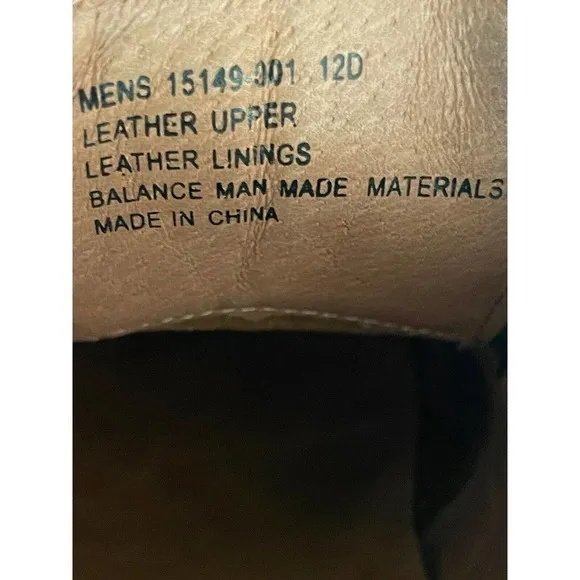 MENS 15149-001 12D
LEATHER UPPER
LEATHER LININGS
BALANCE MAN MADE MATERIALS
MADE IN CHINA